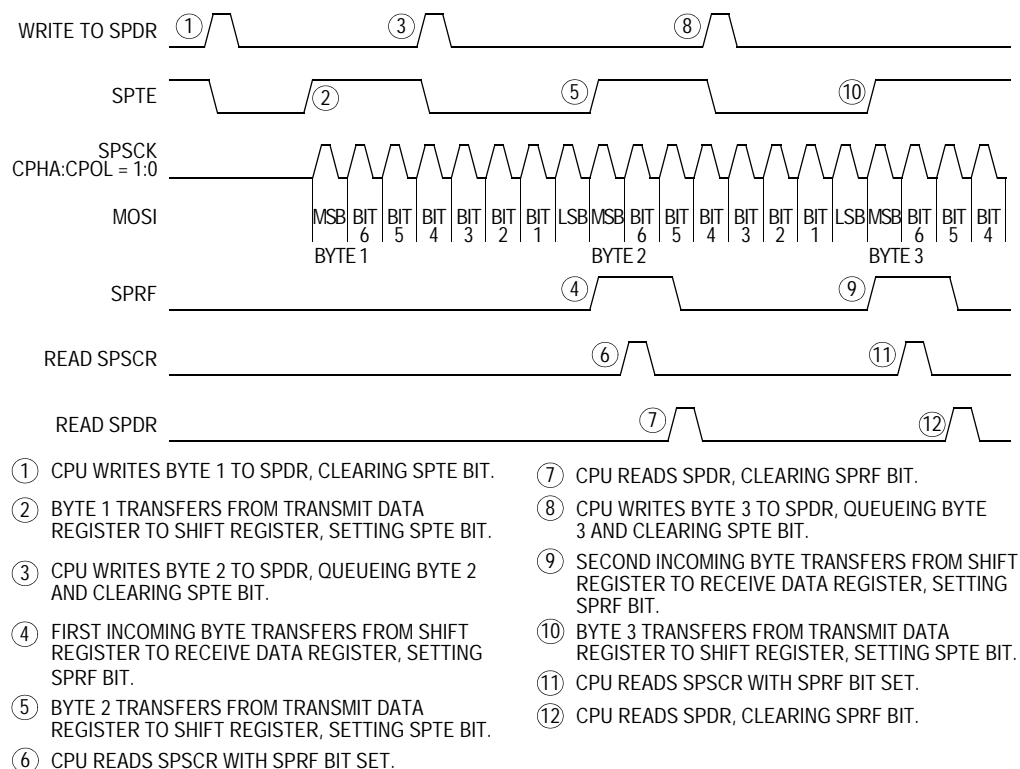 WRITE TO SPDR 1 3 8
SPTE 2 5 10
SPSCK
CPHA:CPOL = 1:0
MOSI MSB BIT 6 BIT 5 BIT 4 BIT 3 BIT 2 BIT 1 LSB MSB BIT 6 BIT 5 BIT 4 BIT 3 BIT 2 BIT 1 LSB MSB BIT 6 BIT 5 BIT 4
BYTE 1 BYTE 2 BYTE 3
SPRF 4 9
READ SPSCR 6 11
READ SPDR 7 12
1 CPU WRITES BYTE 1 TO SPDR, CLEARING SPTE BIT.
2 BYTE 1 TRANSFERS FROM TRANSMIT DATA
REGISTER TO SHIFT REGISTER, SETTING SPTE BIT.
3 CPU WRITES BYTE 2 TO SPDR, QUEUEING BYTE 2
AND CLEARING SPTE BIT.
4 FIRST INCOMING BYTE TRANSFERS FROM SHIFT
REGISTER TO RECEIVE DATA REGISTER, SETTING
SPRF BIT.
5 BYTE 2 TRANSFERS FROM TRANSMIT DATA
REGISTER TO SHIFT REGISTER, SETTING SPTE BIT.
6 CPU READS SPSCR WITH SPRF BIT SET.
7 CPU READS SPDR, CLEARING SPRF BIT.
8 CPU WRITES BYTE 3 TO SPDR, QUEUEING BYTE
3 AND CLEARING SPTE BIT.
9 SECOND INCOMING BYTE TRANSFERS FROM SHIFT
REGISTER TO RECEIVE DATA REGISTER, SETTING
SPRF BIT.
10 BYTE 3 TRANSFERS FROM TRANSMIT DATA
REGISTER TO SHIFT REGISTER, SETTING SPTE BIT.
11 CPU READS SPSCR WITH SPRF BIT SET.
12 CPU READS SPDR, CLEARING SPRF BIT.